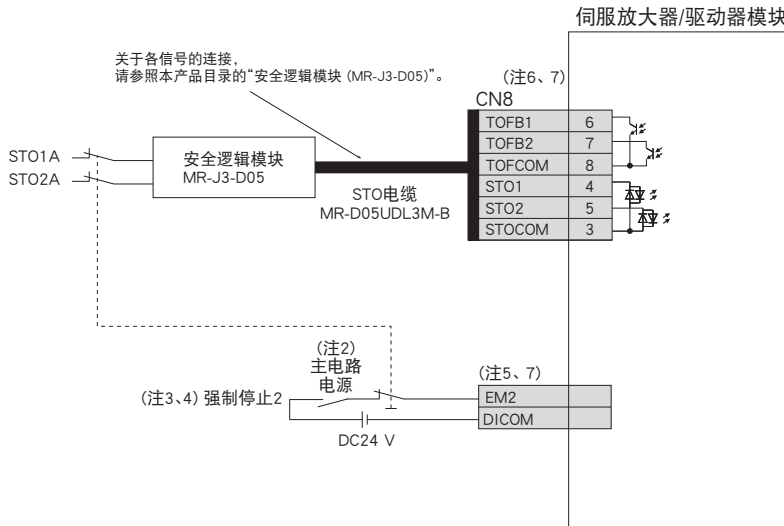 伺服放大器/驱动器模块
关于各信号的连接，
请参照本产品目录的“安全逻辑模块 (MR-J3-D05)”。
(注6、7)
CN8
TOFB1 6
TOFB2 7
TOFCOM 8
STO1 4
STO2 5
STOCOM 3
STO1A
STO2A
安全逻辑模块
MR-J3-D05
STO电缆
MR-D05UDL3M-B
(注2)
主电路
电源
(注3、4) 强制停止2
(注5、7)
EM2
DICOM
DC24 V